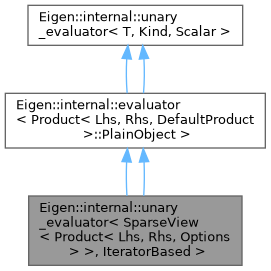 Eigen::internal::unary
_evaluator< T, Kind, Scalar >
Eigen::internal::evaluator
< Product< Lhs, Rhs, DefaultProduct
 >::PlainObject >
Eigen::internal::unary
_evaluator< SparseView
< Product< Lhs, Rhs, Options
 > >, IteratorBased >